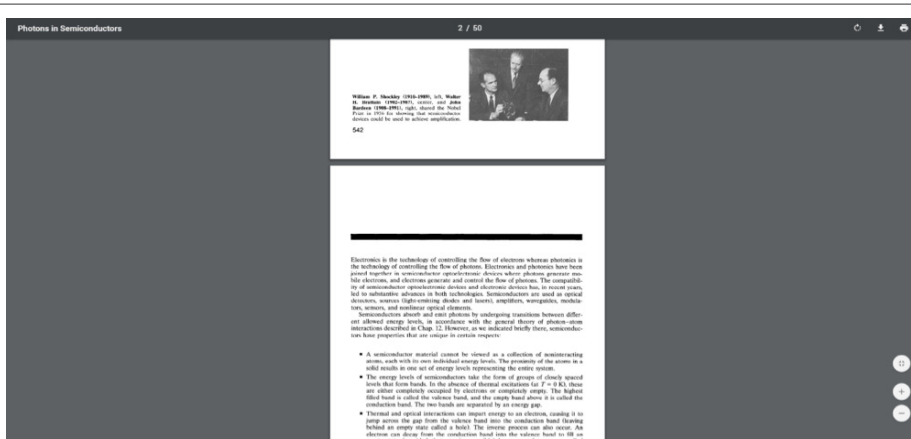 Photons in Semiconductors
2 / 50
William P. Shockley (1910-1989), left, Walter
H. Brattain (1902-1987), center, and John
Bardeen (1908-1991), right, shared the Nobel
Prize in 1956 for showing that semiconductor
devices could be used to achieve amplification.
542
Electronics is the technology of controlling the flow of electrons whereas photonics is
the technology of controlling the flow of photons. Electronics and photonics have been
joined together in semiconductor optoelectronic devices where photons generate mo-
bile electrons, and electrons generate and control the flow of photons. The compatibil-
ity of semiconductor optoelectronic devices and electronic devices has, in recent years,
led to substantive advances in both technologies. Semiconductors are used as optical
detectors, sources (light-emitting diodes and lasers), amplifiers, waveguides, modula-
tors, sensors, and nonlinear optical elements.
Semiconductors absorb and emit photons by undergoing transitions between differ-
ent allowed energy levels, in accordance with the general theory of photon-atom
interactions described in Chap. 12. However, as we indicated briefly there, semiconduc-
tors have properties that are unique in certain respects:
• A semiconductor material cannot be viewed as a collection of noninteracting
atoms, each with its own individual energy levels. The proximity of the atoms in a
solid results in one set of energy levels representing the entire system.
• The energy levels of semiconductors take the form of groups of closely spaced
levels that form bands. In the absence of thermal excitations (at T = 0 K), these
are either completely occupied by electrons or completely empty. The highest
filled band is called the valence band, and the empty band above it is called the
conduction band. The two bands are separated by an energy gap.
• Thermal and optical interactions can impart energy to an electron, causing it to
jump across the gap from the valence band into the conduction band (leaving
behind an empty state called a hole). The inverse process can also occur. An
electron can decay from the conduction band into the valence band to fill an